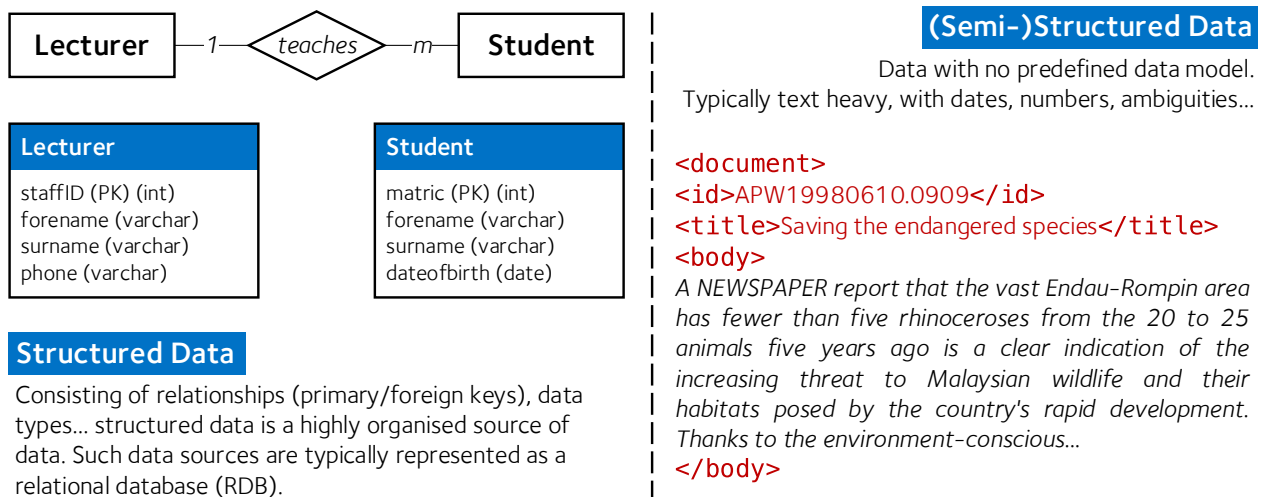 Lecturer 1 teaches m Student
Lecturer
staffID (PK) (int)
forename (varchar)
surname (varchar)
phone (varchar)
Student
matric (PK) (int)
forename (varchar)
surname (varchar)
dateofbirth (date)
Structured Data
Consisting of relationships (primary/foreign keys), data
types... structured data is a highly organised source of
data. Such data sources are typically represented as a
relational database (RDB).
(Semi-)Structured Data
Data with no predefined data model.
Typically text heavy, with dates, numbers, ambiguities...
<document>
<id>APW19980610.0909</id>
<title>Saving the endangered species</title>
<body>
A NEWSPAPER report that the vast Endau-Rompin area
has fewer than five rhinoceroses from the 20 to 25
animals five years ago is a clear indication of the
increasing threat to Malaysian wildlife and their
habitats posed by the country's rapid development.
Thanks to the environment-conscious...
</body>